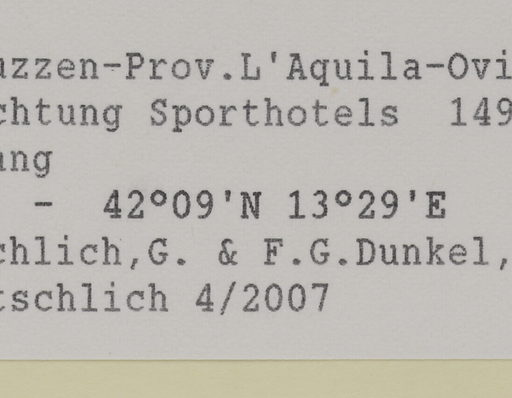 uzzen-Prov.L'Aquila-Ovi
chtung Sporthotels  149
ung
-  42°09'N 13°29'E
chlich,G. & F.G.Dunkel,
tschlich 4/2007